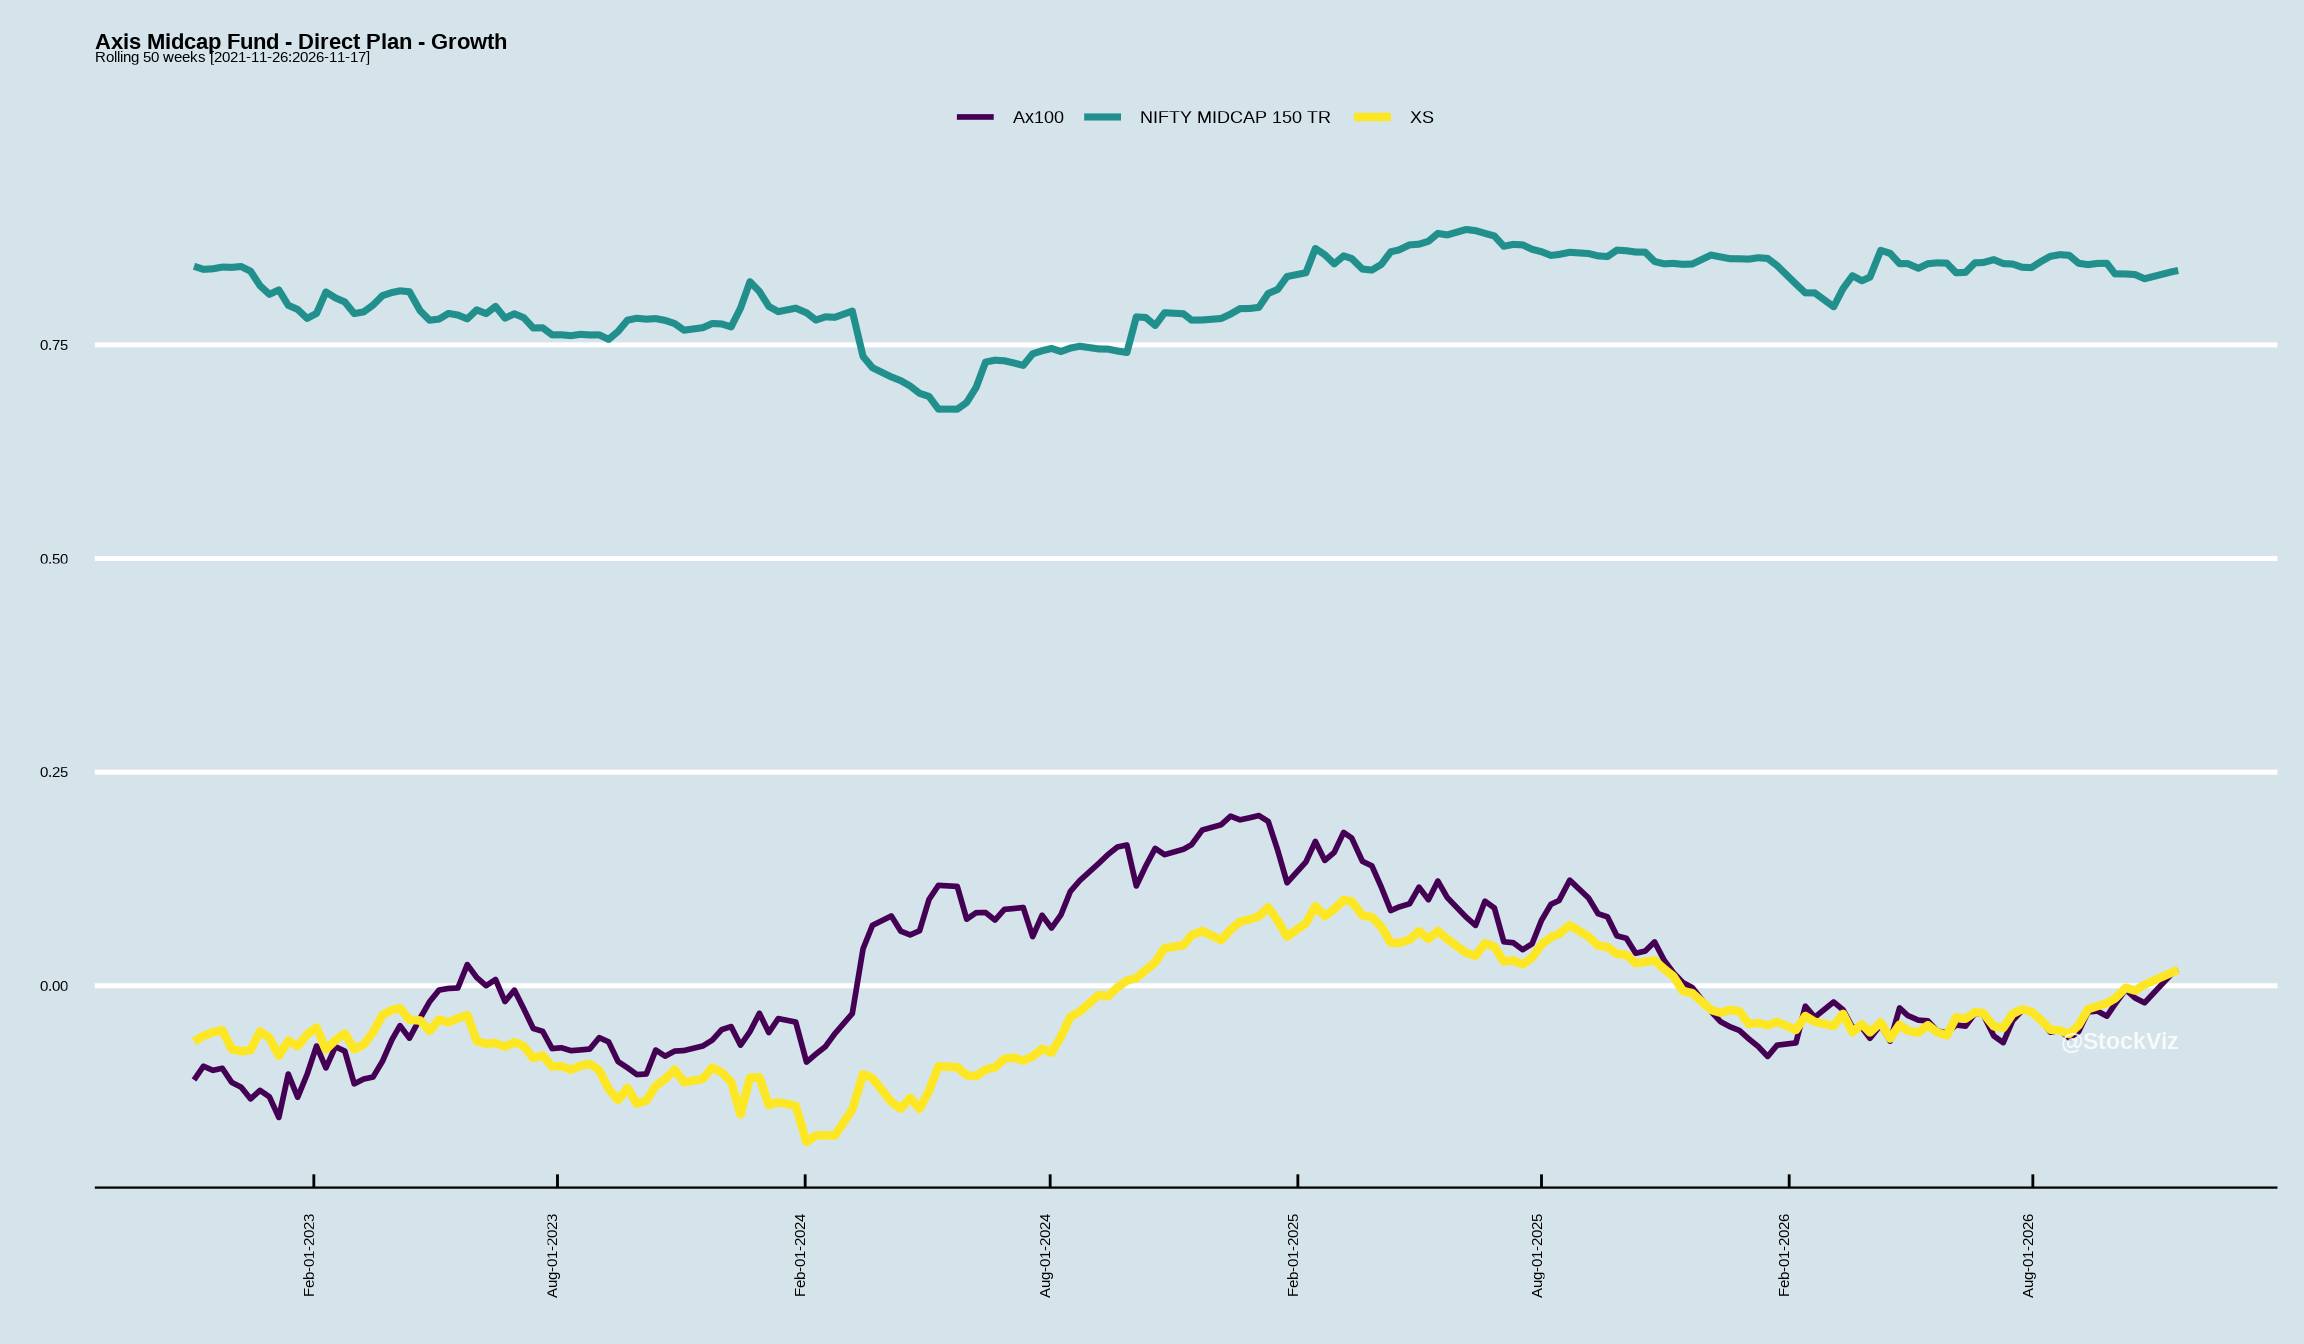 Axis Midcap Fund - Direct Plan - Growth
Rolling 50 weeks [2021-11-26:2026-11-17]
Ax100 NIFTY MIDCAP 150 TR XS
0.75
0.50
0.25
0.00
@StockViz
Feb-01-2023 Aug-01-2023 Feb-01-2024 Aug-01-2024 Feb-01-2025 Aug-01-2025 Feb-01-2026 Aug-01-2026